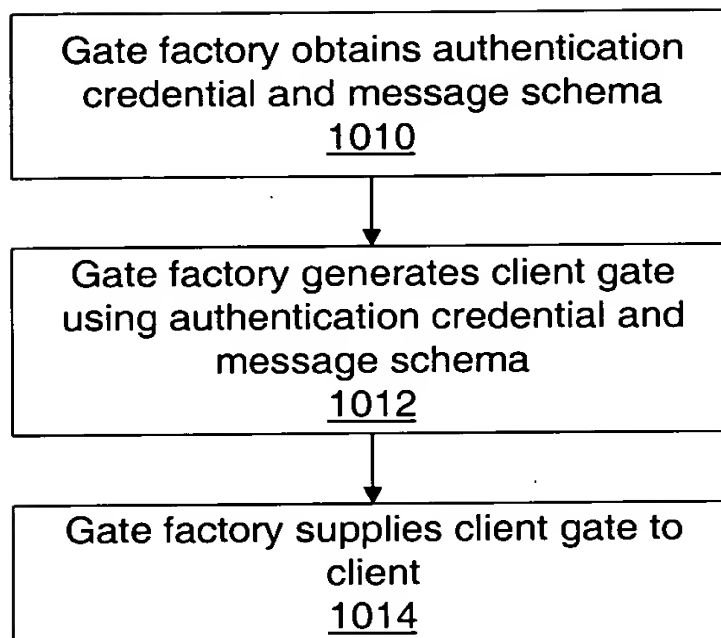 Gate factory obtains authentication
credential and message schema
1010
Gate factory generates client gate
using authentication credential and
message schema
1012
Gate factory supplies client gate to
client
1014